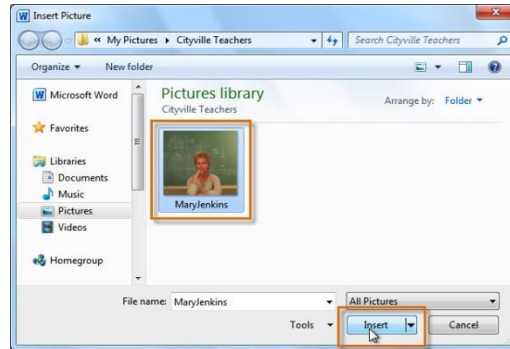 Insert Picture
« My Pictures ▸ Cityville Teachers
Search Cityville Teachers
Organize ▾ New folder
Microsoft Word
Favorites
Libraries
Documents
Music
Pictures
Videos
Homegroup
Pictures library
Cityville Teachers
Arrange by: Folder ▾
MaryJenkins
File name: MaryJenkins
All Pictures
Tools ▾ Insert Cancel